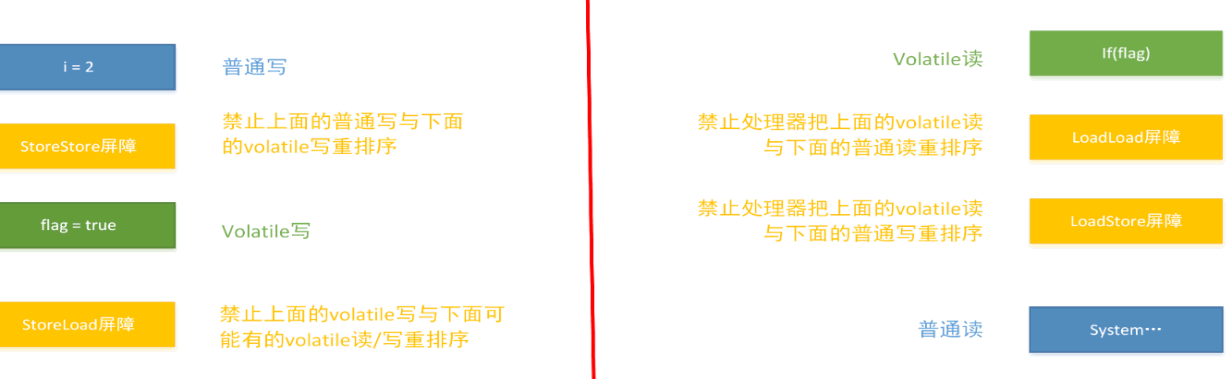 i = 2
普通写
StoreStore屏障
禁止上面的普通写与下面
的volatile写重排序
flag = true
Volatile写
StoreLoad屏障
禁止上面的volatile写与下面可
能有的volatile读/写重排序
Volatile读
If(flag)
禁止处理器把上面的volatile读
与下面的普通读重排序
LoadLoad屏障
禁止处理器把上面的volatile读
与下面的普通写重排序
LoadStore屏障
普通读
System⋯